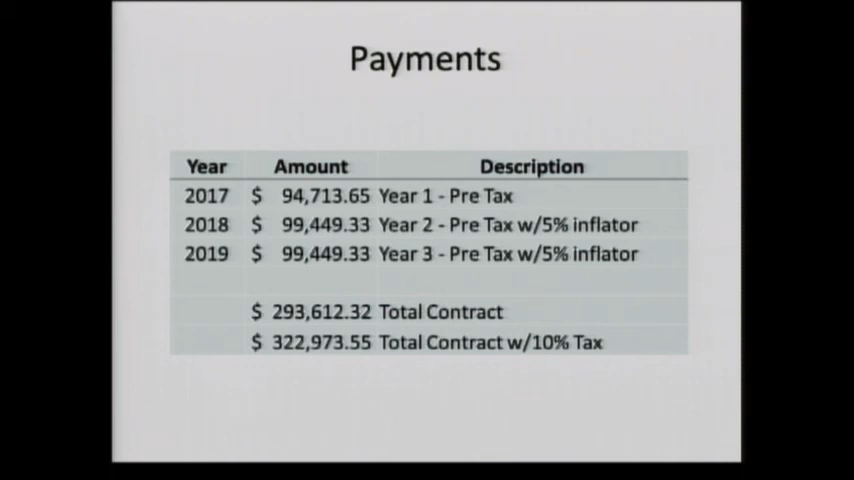 Payments
Year Amount Description
2017 $ 94,713.65 Year 1 - Pre Tax
2018 $ 99,449.33 Year 2 - Pre Tax w/5% inflator
2019 $ 99,449.33 Year 3 - Pre Tax w/5% inflator
$ 293,612.32 Total Contract
$ 322,973.55 Total Contract w/10% Tax